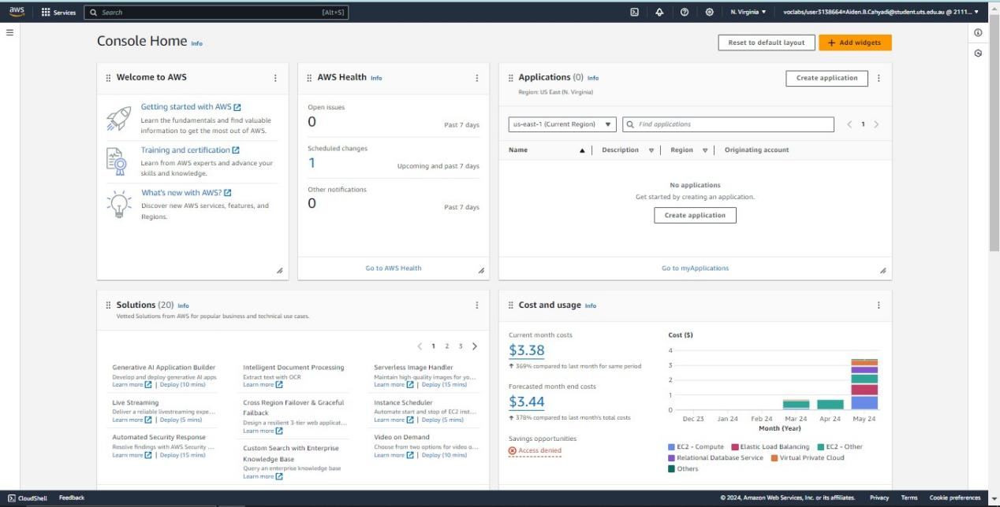 aws
Services
Search
[Alt+S]
N. Virginia
voclabs/user3138664=Aiden.B.Cahyadi@student.uts.edu.au @ 2111...
Console Home
Info
Reset to default layout
Add widgets
Welcome to AWS
Getting started with AWS
Learn the fundamentals and find valuable
information to get the most out of AWS.
Training and certification
Learn from AWS experts and advance your
skills and knowledge.
What's new with AWS?
Discover new AWS services, features, and
Regions.
AWS Health Info
Open issues
0
Past 7 days
Scheduled changes
1
Upcoming and past 7 days
Other notifications
0
Past 7 days
Go to AWS Health
Applications (0) Info
Region: US East (N. Virginia)
Create application
us-east-1 (Current Region)
Find applications
1
Name
Description
Region
Originating account
No applications
Get started by creating an application.
Create application
Go to myApplications
Solutions (20) Info
Vetted Solutions from AWS for popular business and technical use cases.
1 2 3
Generative AI Application Builder
Develop and deploy generative AI apps
Learn more | Deploy (10 mins)
Live Streaming
Deliver a reliable livestreaming expe...
Learn more | Deploy (5 mins)
Automated Security Response
Resolve findings with AWS Security ...
Learn more | Deploy (15 mins)
Intelligent Document Processing
Extract text with OCR
Learn more
Cross Region Failover & Graceful
Failback
Design a resilient 3-tier web applicat...
Learn more
Custom Search with Enterprise
Knowledge Base
Query an enterprise knowledge base
Learn more
Serverless Image Handler
Maintain high-quality images for yo...
Learn more | Deploy (15 mins)
Instance Scheduler
Automate start and stop of EC2 inst...
Learn more | Deploy (5 mins)
Video on Demand
Choose from two options for video o...
Learn more | Deploy (10 mins)
Cost and usage Info
Current month costs
$3.38
369% compared to last month for same period
Forecasted month end costs
$3.44
378% compared to last month's total costs
Savings opportunities
Access denied
Cost ($)
4
3
2
1
0
Dec 23 Jan 24 Feb 24 Mar 24 Apr 24 May 24
Month (Year)
EC2 - Compute Elastic Load Balancing EC2 - Other
Relational Database Service Virtual Private Cloud
Others
CloudShell
Feedback
© 2024, Amazon Web Services, Inc. or its affiliates.
Privacy
Terms
Cookie preferences